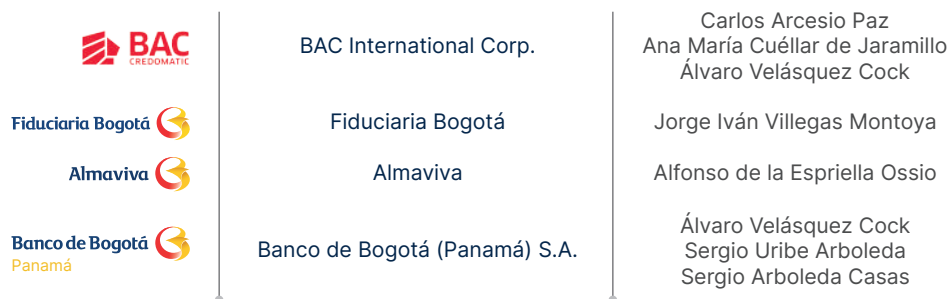 BAC
CREDOMATIC
BAC International Corp.
Carlos Arcesio Paz
Ana María Cuéllar de Jaramillo
Álvaro Velásquez Cock
Fiduciaria Bogotá
Fiduciaria Bogotá
Jorge Iván Villegas Montoya
Almaviva
Almaviva
Alfonso de la Espriella Ossio
Banco de Bogotá
Panamá
Banco de Bogotá (Panamá) S.A.
Álvaro Velásquez Cock
Sergio Uribe Arboleda
Sergio Arboleda Casas